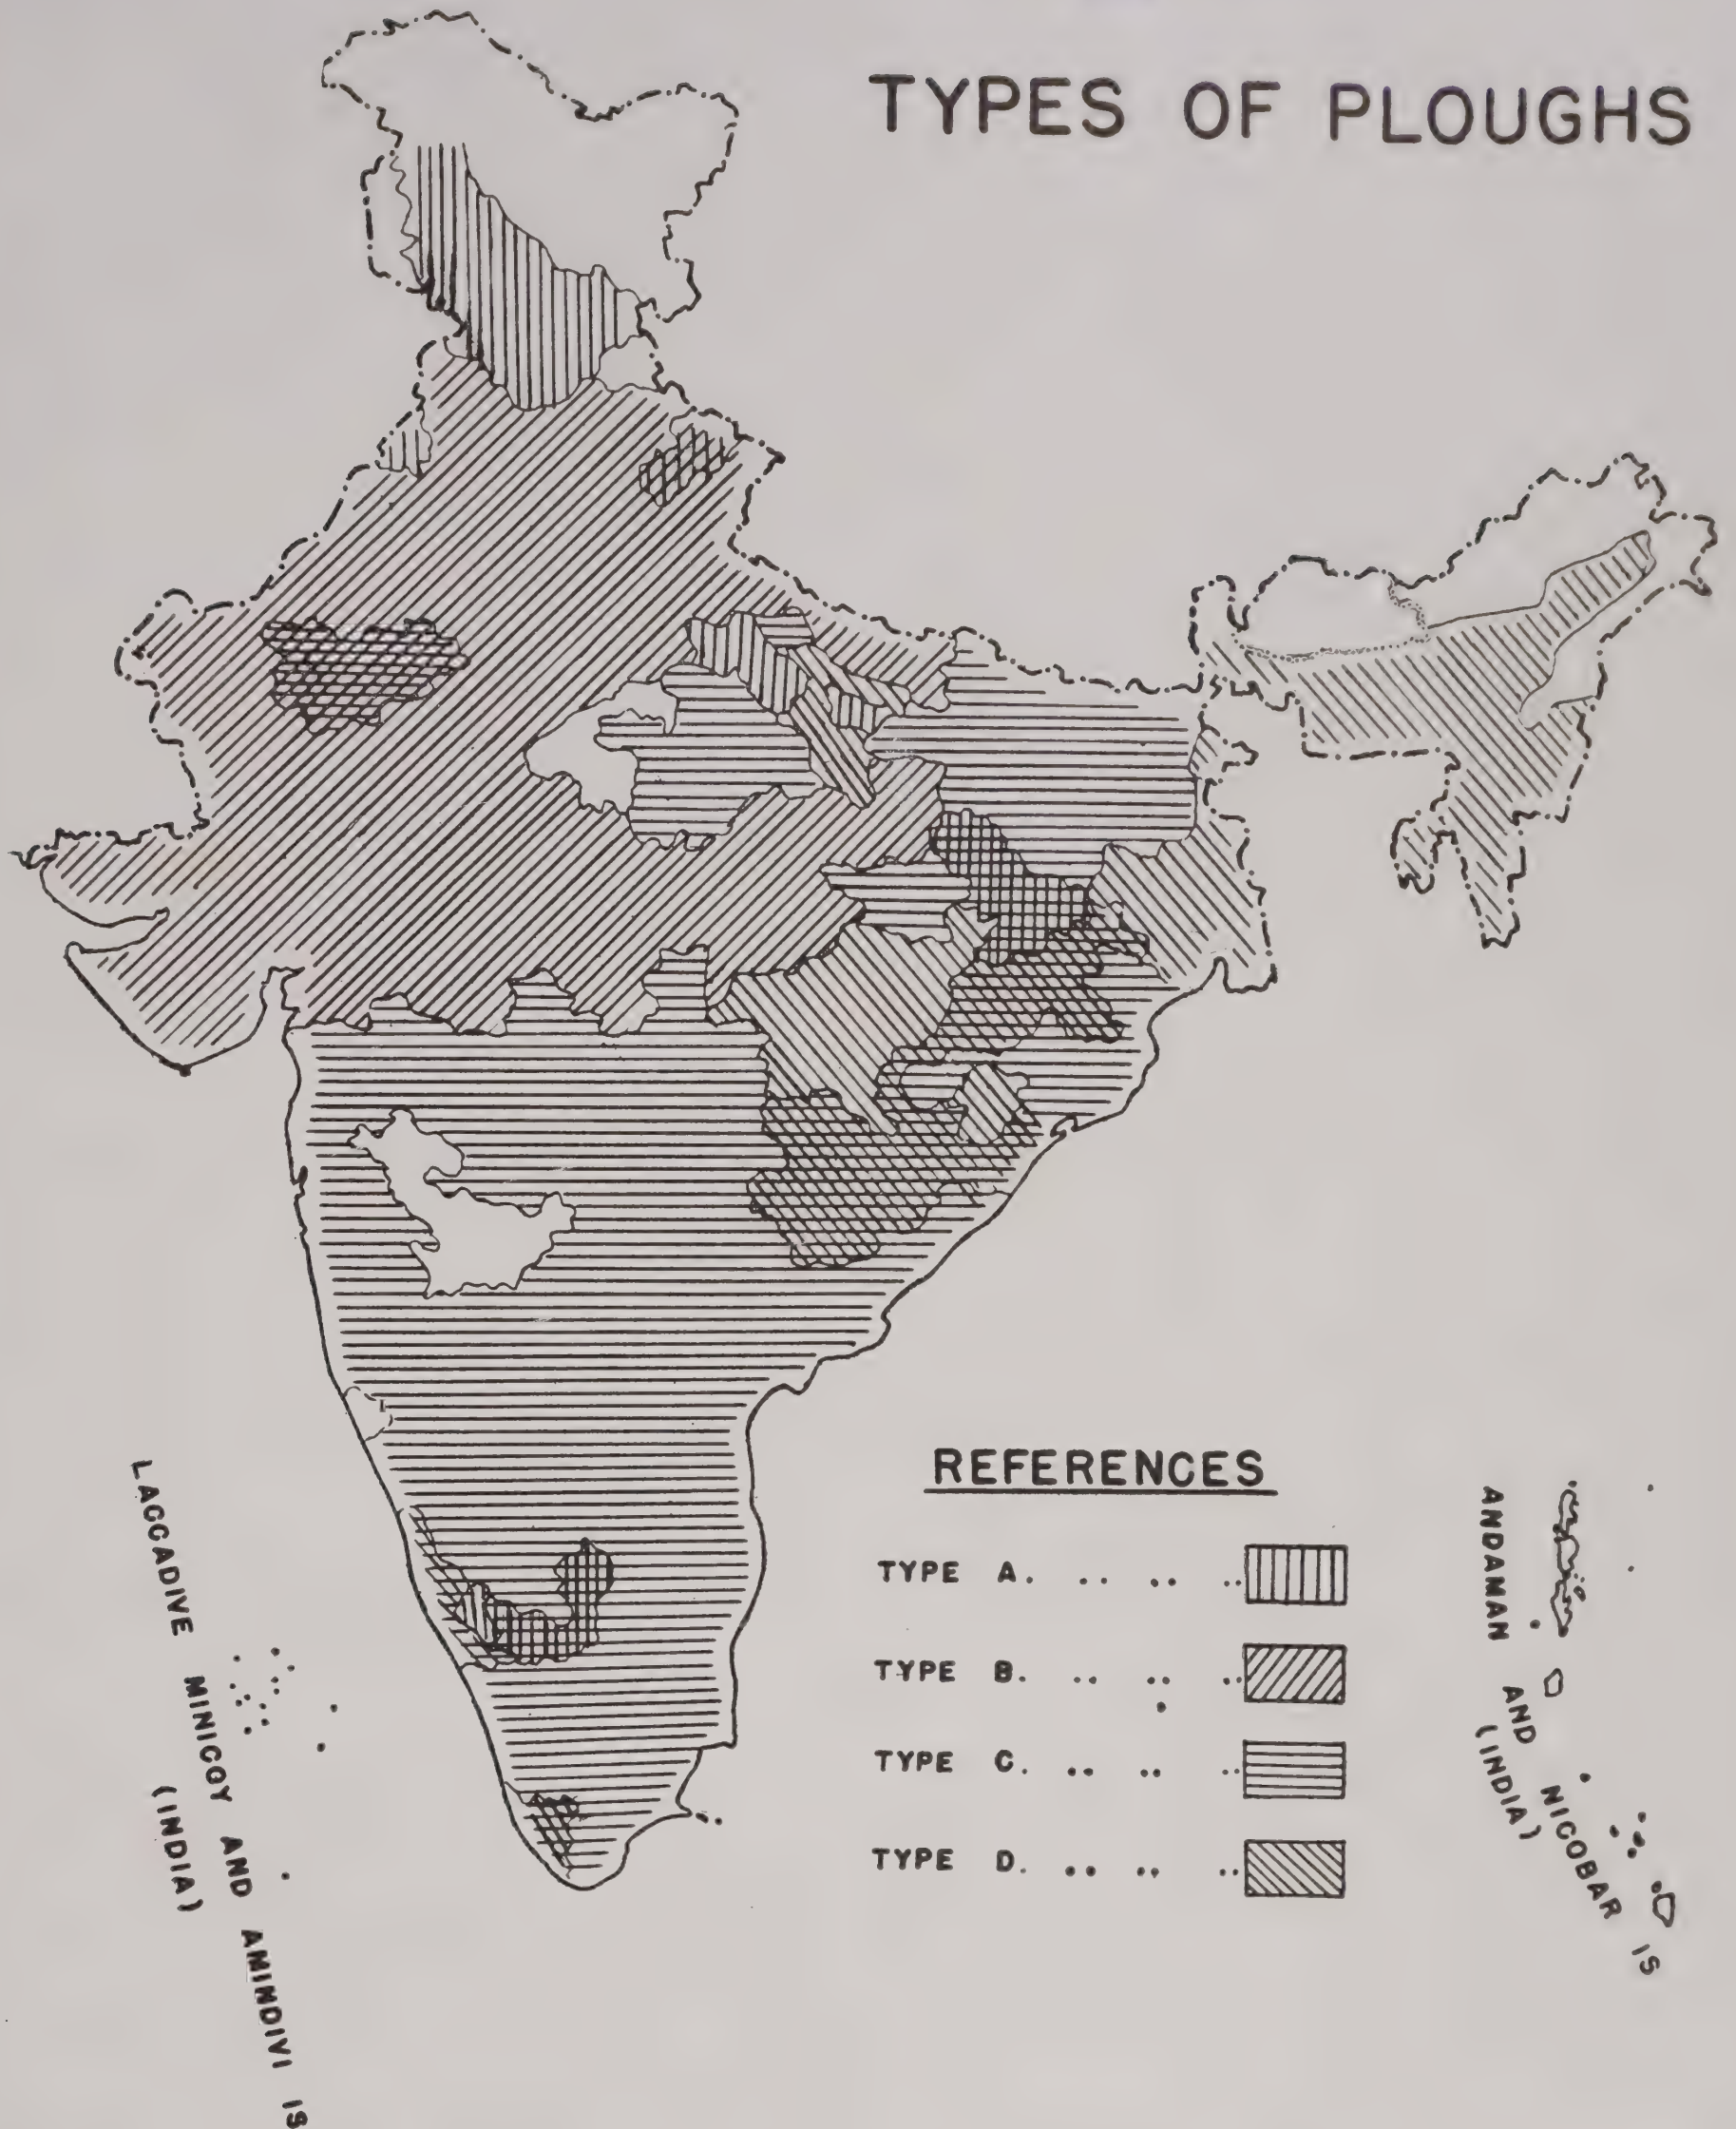 TYPES OF PLOUGHS
REFERENCES
TYPE A. .. .. ..
TYPE B. .. .. ..
TYPE C. .. .. ..
TYPE D. .. .. ..
LACCADIVE MINICOY AND AMINDIVI IS
(INDIA)
ANDAMAN AND NICOBAR IS
(INDIA)
I